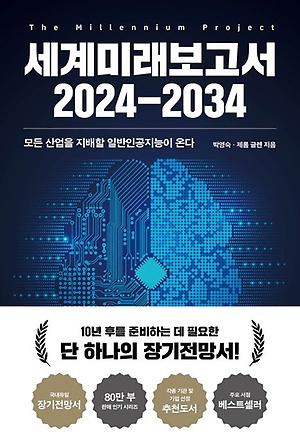 The Millennium Project
세계미래보고서
2024-2034
모든 산업을 지배할 일반인공지능이 온다
박영숙·제롬 글렌 지음
10년 후를 준비하는 데 필요한
단 하나의 장기전망서!
국내유일
장기전망서
80만 부
판매 인기 시리즈
각종 기관 및
기업 선정
추천도서
주요 서점
베스트셀러